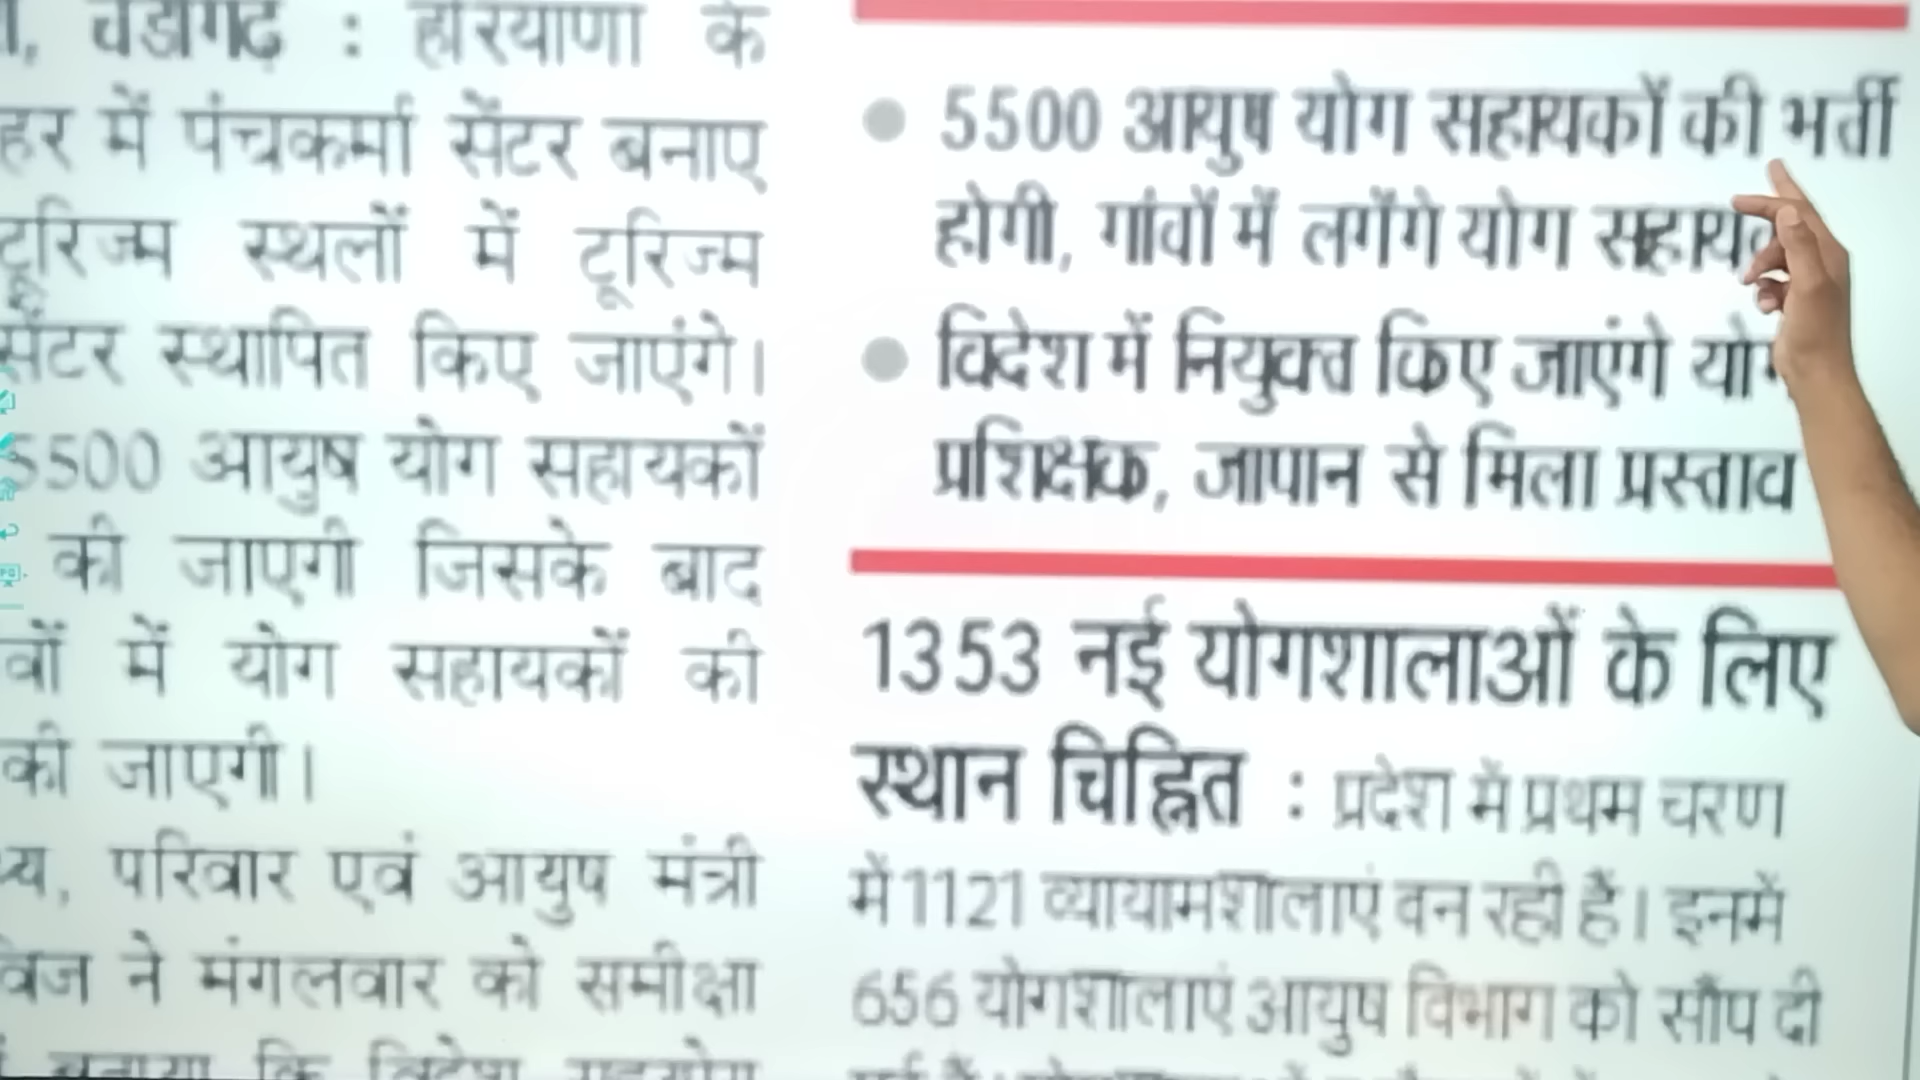 चंडीगढ़ : हरियाणा के
हर में पंचकर्मा सेंटर बनाए
टूरिज्म स्थलों में टूरिज्म
सेंटर स्थापित किए जाएंगे।
5500 आयुष योग सहायकों
की जाएगी जिसके बाद
वों में योग सहायकों की
की जाएगी।
परिवार एवं आयुष मंत्री
विज ने मंगलवार को समीक्षा
बताया कि विदेश सहयोग
5500 आयुष योग सहायकों की भर्ती
होगी, गांवों में लगेंगे योग
विदेश में नियुक्त किए जाएंगे
प्रशिक्षक, जापान से मिला प्रस्ताव
1353 नई योगशालाओं के लिए
स्थान चिह्नित : प्रदेश में प्रथम चरण
में 1121 व्यायामशालाएं बन रही हैं। इनमें
656 योगशालाएं आयुष विभाग को सौंप दी